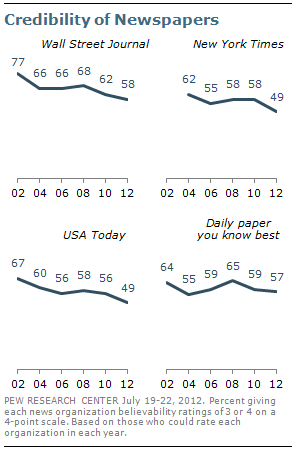 Credibility of Newspapers
Wall Street Journal
77 66 66 68 62 58
02 04 06 08 10 12
New York Times
62 55 58 58 49
02 04 06 08 10 12
USA Today
67 60 56 58 56 49
02 04 06 08 10 12
Daily paper
you know best
64 55 59 65 59 57
02 04 06 08 10 12
PEW RESEARCH CENTER July 19-22, 2012. Percent giving
each news organization believability ratings of 3 or 4 on a
4-point scale. Based on those who could rate each
organization in each year.